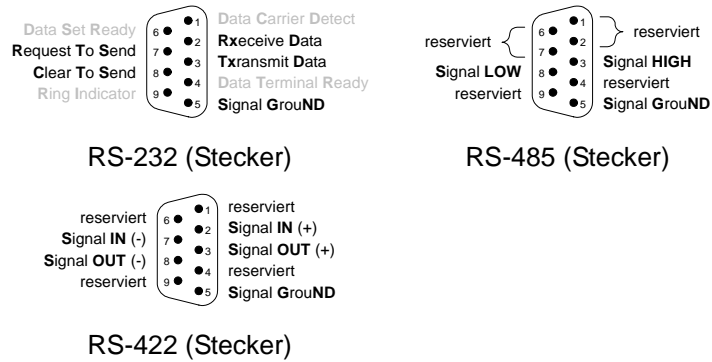 Data Set Ready 6 1 Data Carrier Detect
Request To Send 7 2 Rxeceive Data
Clear To Send 8 3 Txransmit Data
Ring Indicator 9 4 Data Terminal Ready
5 Signal GrouND
RS-232 (Stecker)
reserviert 6 7 1 2 reserviert
Signal LOW 8 3 Signal HIGH
reserviert 9 4 reserviert
5 Signal GrouND
RS-485 (Stecker)
reserviert 6 1 reserviert
Signal IN (-) 7 2 Signal IN (+)
Signal OUT (-) 8 3 Signal OUT (+)
reserviert 9 4 reserviert
5 Signal GrouND
RS-422 (Stecker)